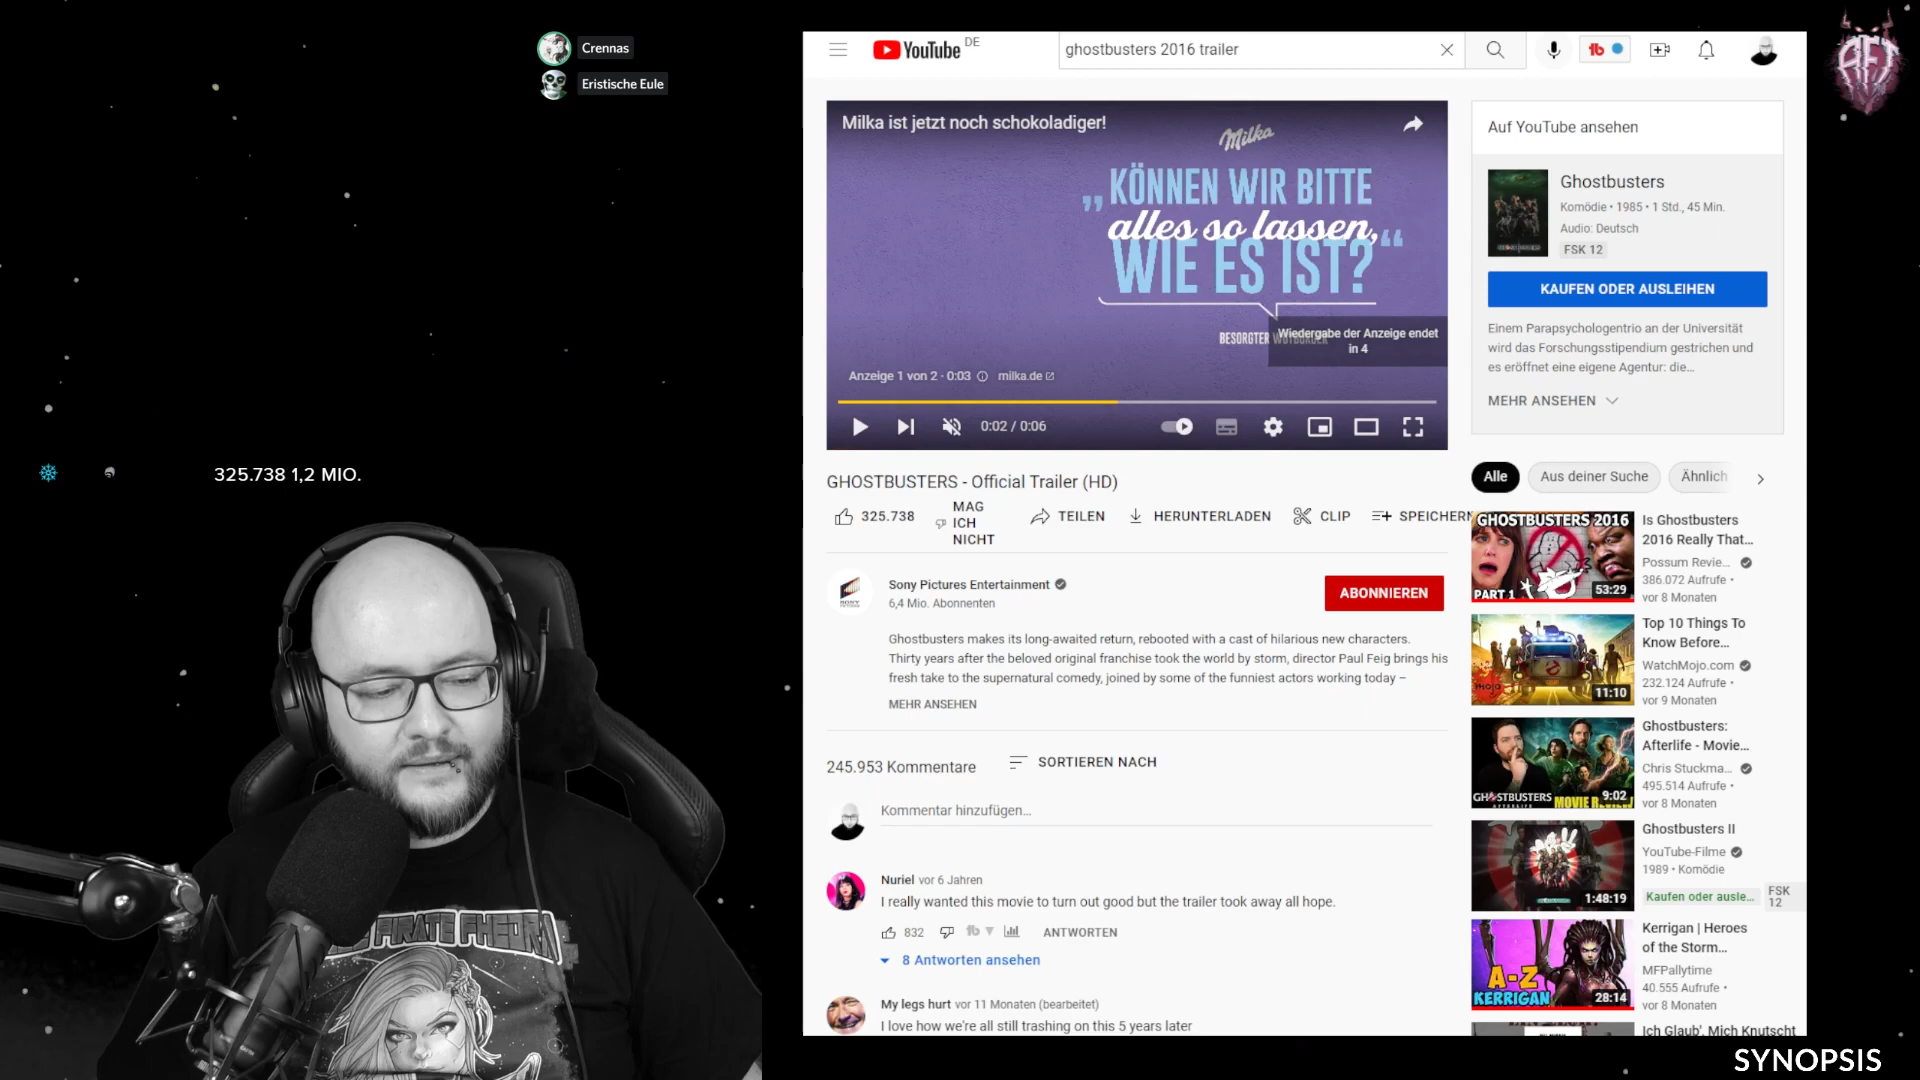 Crennas
Eristische Eule
325.738 1,2 MIO.
YouTube DE
ghostbusters 2016 trailer
Milka ist jetzt noch schokoladiger!
Milka
„KÖNNEN WIR BITTE
alles so lassen,
WIE ES IST?“
BESORGTER WUTBÜRGER
Wiedergabe der Anzeige endet
in 4
Anzeige 1 von 2 · 0:03 milka.de
0:02 / 0:06
GHOSTBUSTERS - Official Trailer (HD)
325.738
MAG
ICH
NICHT
TEILEN
HERUNTERLADEN
CLIP
SPEICHERN
Sony Pictures Entertainment
6,4 Mio. Abonnenten
ABONNIEREN
Ghostbusters makes its long-awaited return, rebooted with a cast of hilarious new characters.
Thirty years after the beloved original franchise took the world by storm, director Paul Feig brings his
fresh take to the supernatural comedy, joined by some of the funniest actors working today –
MEHR ANSEHEN
245.953 Kommentare
SORTIEREN NACH
Kommentar hinzufügen...
Nuriel vor 6 Jahren
I really wanted this movie to turn out good but the trailer took away all hope.
832
ANTWORTEN
8 Antworten ansehen
My legs hurt vor 11 Monaten (bearbeitet)
I love how we're all still trashing on this 5 years later
Auf YouTube ansehen
Ghostbusters
Komödie • 1985 • 1 Std., 45 Min.
Audio: Deutsch
FSK 12
KAUFEN ODER AUSLEIHEN
Einem Parapsychologentrio an der Universität
wird das Forschungsstipendium gestrichen und
es eröffnet eine eigene Agentur: die...
MEHR ANSEHEN
Alle
Aus deiner Suche
Ähnlich
GHOSTBUSTERS 2016
PART 1
53:29
Is Ghostbusters
2016 Really That...
Possum Revie...
386.072 Aufrufe •
vor 8 Monaten
mojo
11:10
Top 10 Things To
Know Before...
WatchMojo.com
232.124 Aufrufe •
vor 9 Monaten
GHOSTBUSTERS
AFTERLIFE
MOVIE REVIEW
9:02
Ghostbusters:
Afterlife - Movie...
Chris Stuckma...
495.514 Aufrufe •
vor 8 Monaten
1:48:19
Ghostbusters II
YouTube-Filme
1989 • Komödie
Kaufen oder ausle...
FSK
12
A-Z
KERRIGAN
28:14
Kerrigan | Heroes
of the Storm...
MFPallytime
40.555 Aufrufe •
vor 8 Monaten
Ich Glaub', Mich Knutscht
AFT
SYNOPSIS